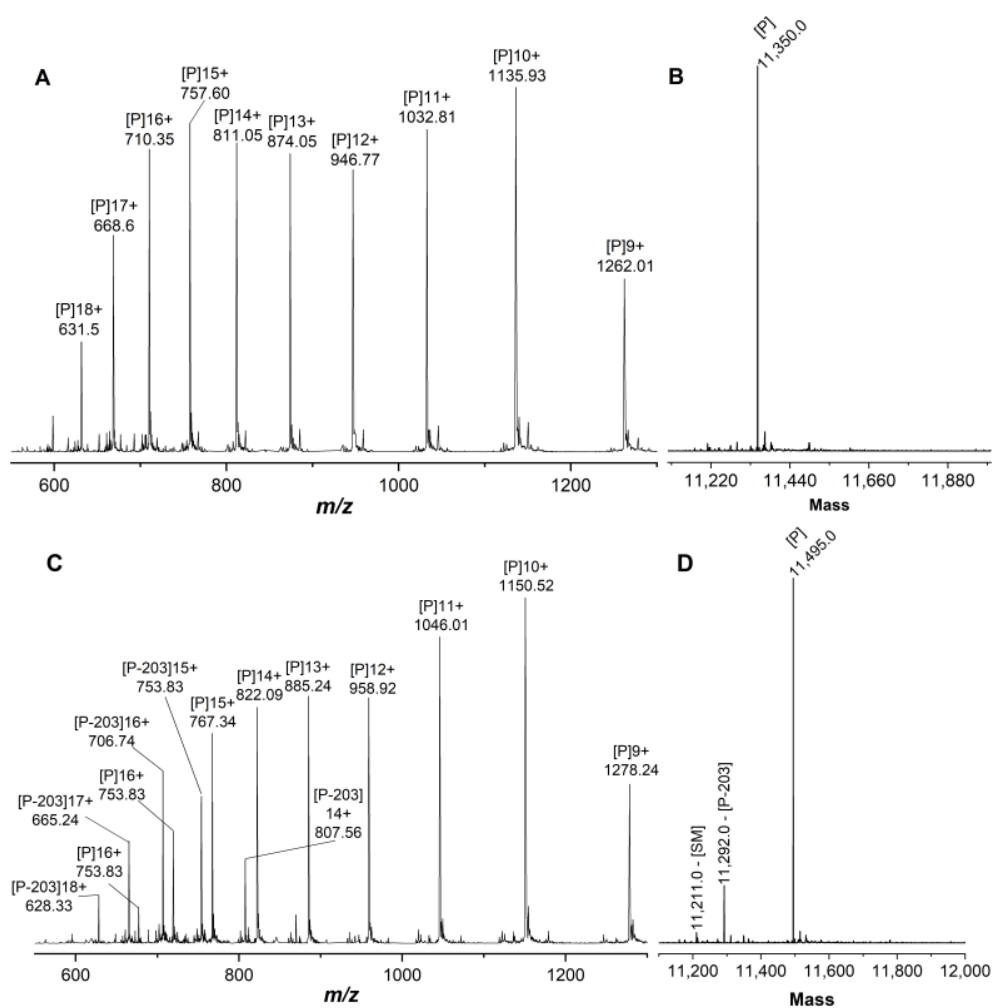 A
[P]18+
631.5
[P]17+
668.6
[P]16+
710.35
[P]15+
757.60
[P]14+
811.05
[P]13+
874.05
[P]12+
946.77
[P]11+
1032.81
[P]10+
1135.93
[P]9+
1262.01
600
800
1000
1200
m/z
B
[P]
11,350.0
11,220
11,440
11,660
11,880
Mass
C
[P-203]18+
628.33
[P]16+
753.83
[P-203]17+
665.24
[P]16+
753.83
[P-203]16+
706.74
[P-203]15+
753.83
[P]15+
767.34
[P]14+
822.09
[P-203]
14+
807.56
[P]13+
885.24
[P]12+
958.92
[P]11+
1046.01
[P]10+
1150.52
[P]9+
1278.24
600
800
1000
1200
m/z
D
[P]
11,495.0
11,211.0 - [SM]
11,292.0 - [P-203]
11,200
11,400
11,600
11,800
12,000
Mass